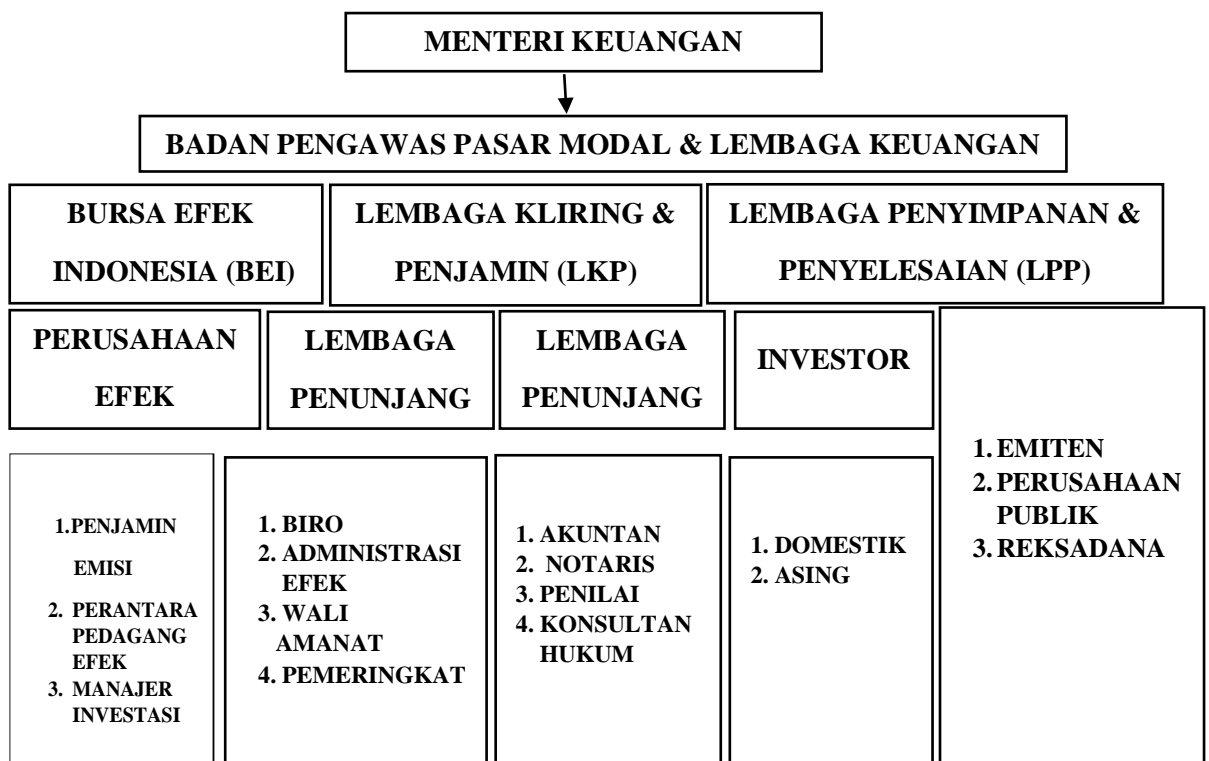 MENTERI KEUANGAN
BADAN PENGAWAS PASAR MODAL & LEMBAGA KEUANGAN
BURSA EFEK
INDONESIA (BEI)
LEMBAGA KLIRING &
PENJAMIN (LKP)
LEMBAGA PENYIMPANAN &
PENYELESAIAN (LPP)
PERUSAHAAN
EFEK
LEMBAGA
PENUNJANG
LEMBAGA
PENUNJANG
INVESTOR
1. EMITEN
2. PERUSAHAAN
PUBLIK
3. REKSADANA
1.PENJAMIN
EMISI
2. PERANTARA
PEDAGANG
EFEK
3. MANAJER
INVESTASI
1. BIRO
2. ADMINISTRASI
EFEK
3. WALI
AMANAT
4. PEMERINGKAT
1. AKUNTAN
2. NOTARIS
3. PENILAI
4. KONSULTAN
HUKUM
1. DOMESTIK
2. ASING